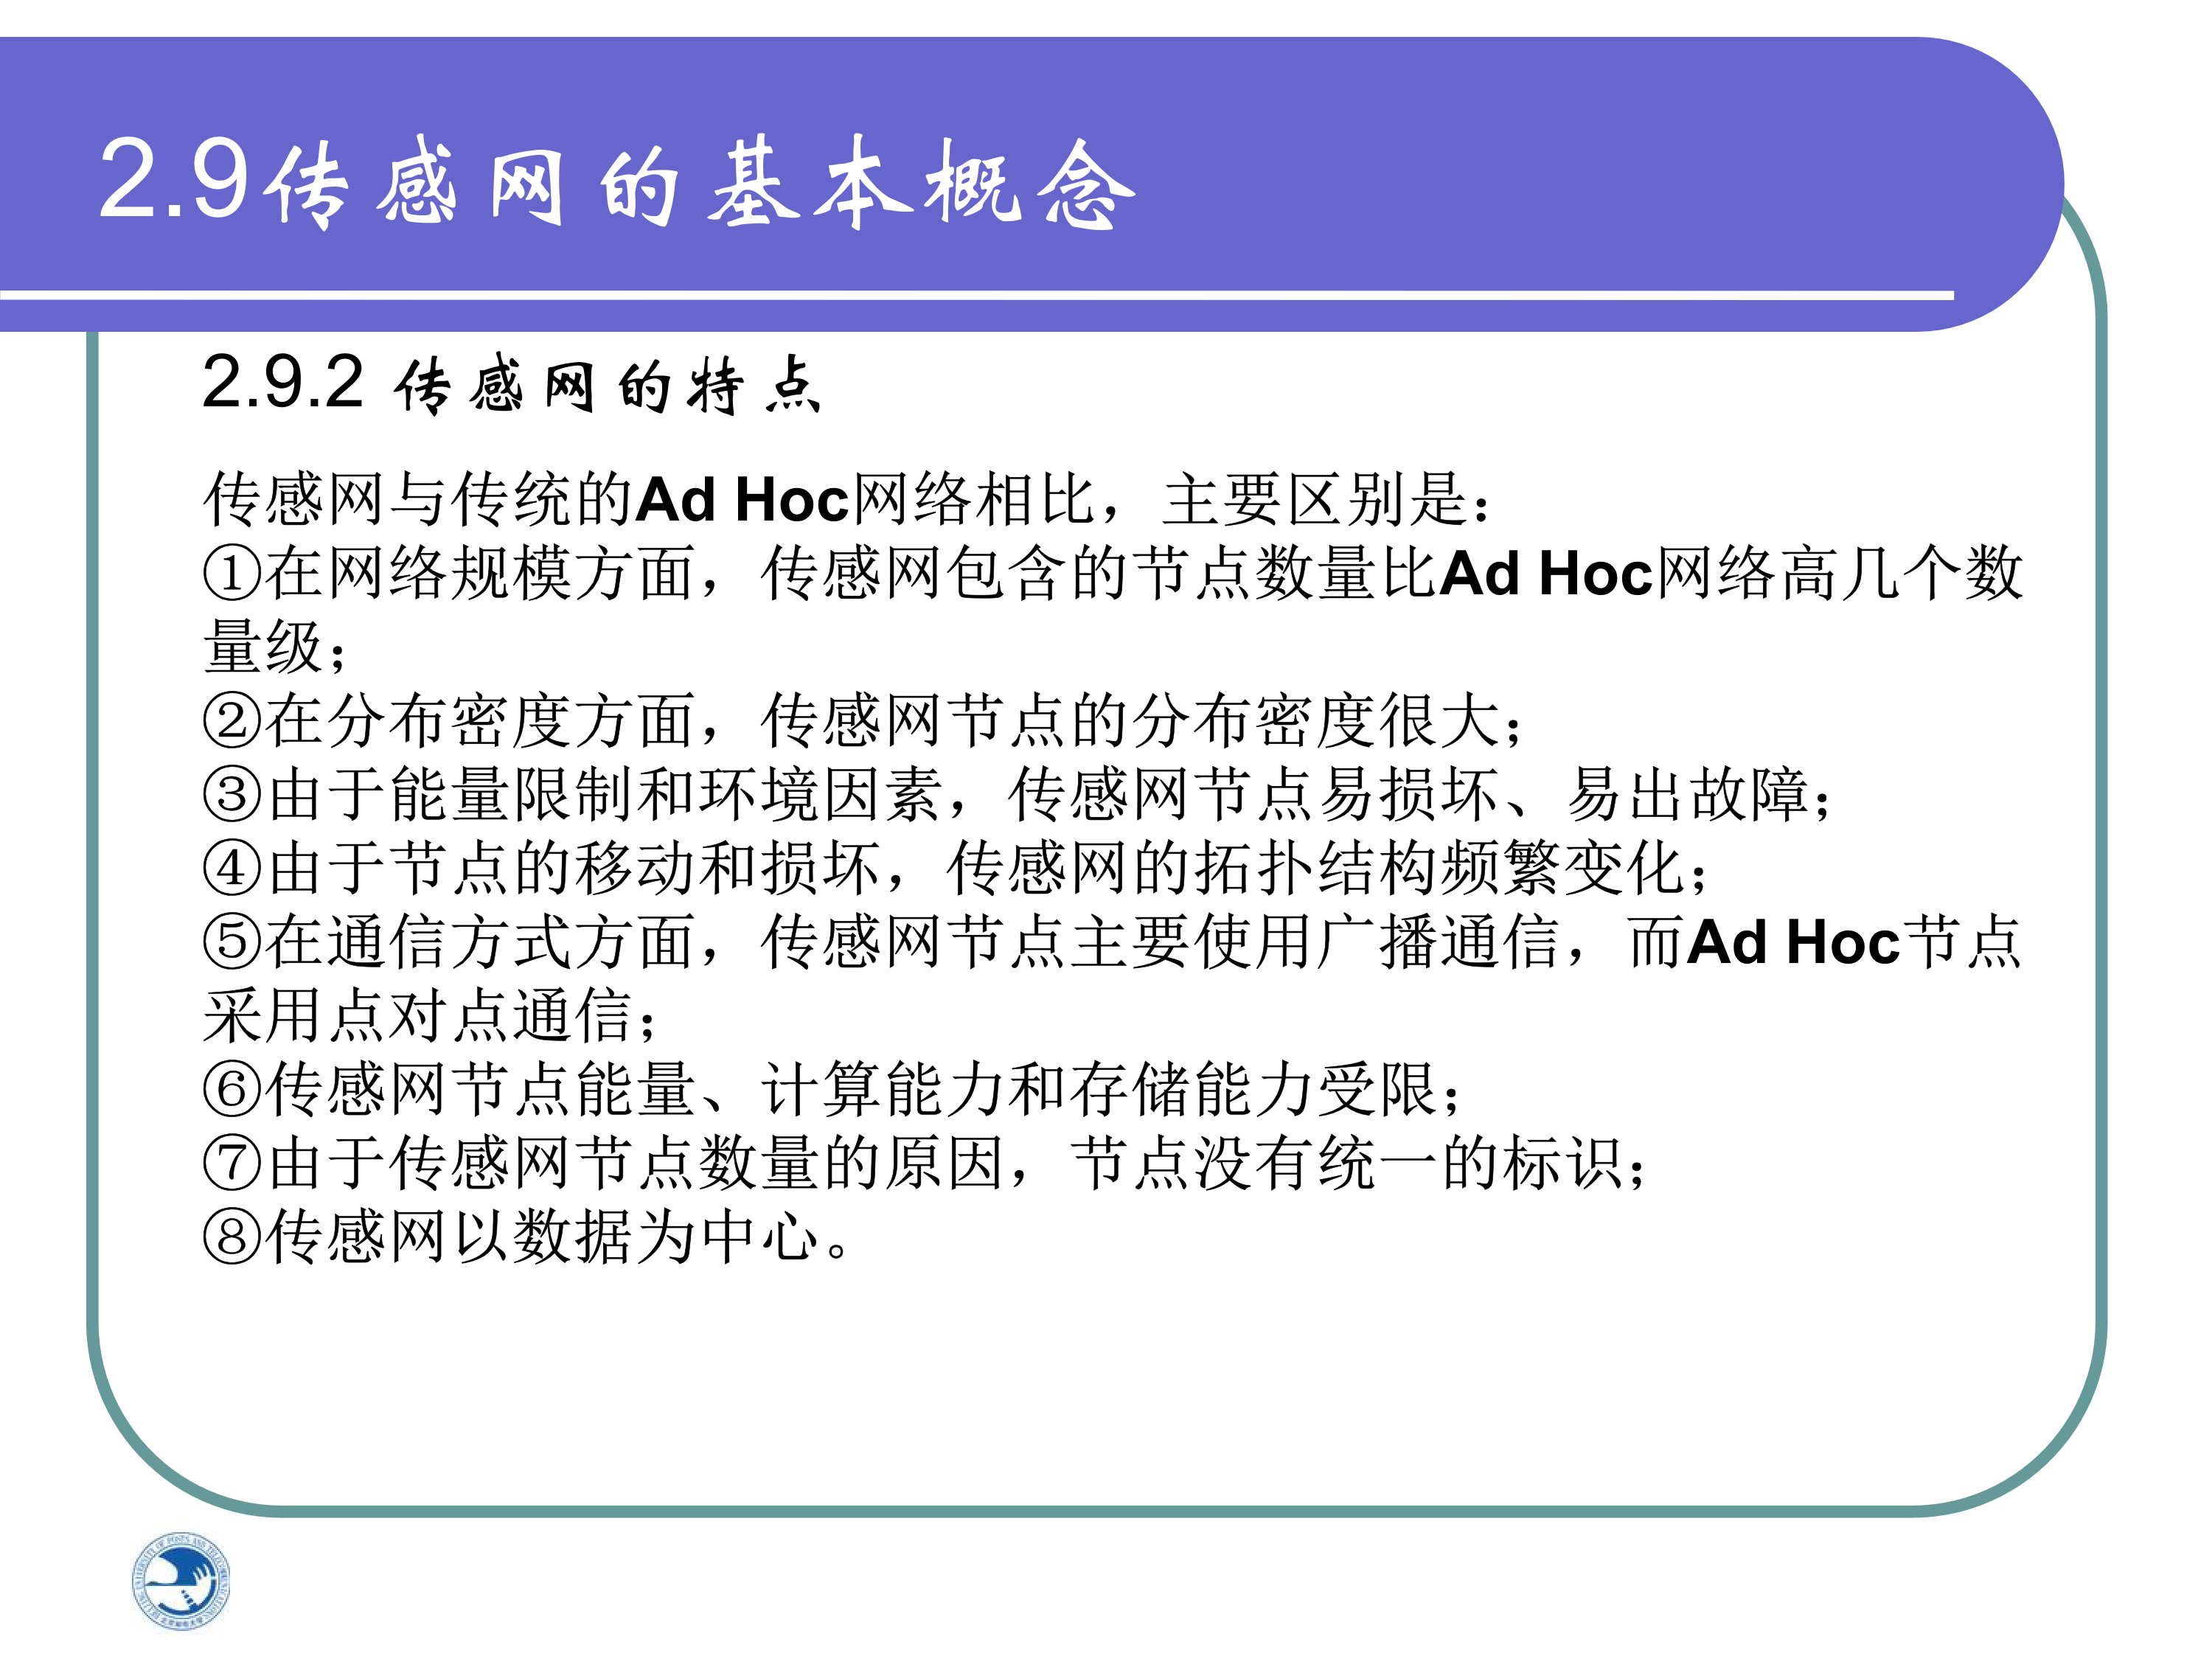 2.9传感网的基本概念
2.9.2 传感网的特点
传感网与传统的Ad Hoc网络相比，主要区别是：
①在网络规模方面，传感网包含的节点数量比Ad Hoc网络高几个数
量级；
②在分布密度方面，传感网节点的分布密度很大；
③由于能量限制和环境因素，传感网节点易损坏、易出故障；
④由于节点的移动和损坏，传感网的拓扑结构频繁变化；
⑤在通信方式方面，传感网节点主要使用广播通信，而Ad Hoc节点
采用点对点通信；
⑥传感网节点能量、计算能力和存储能力受限；
⑦由于传感网节点数量的原因，节点没有统一的标识；
⑧传感网以数据为中心。